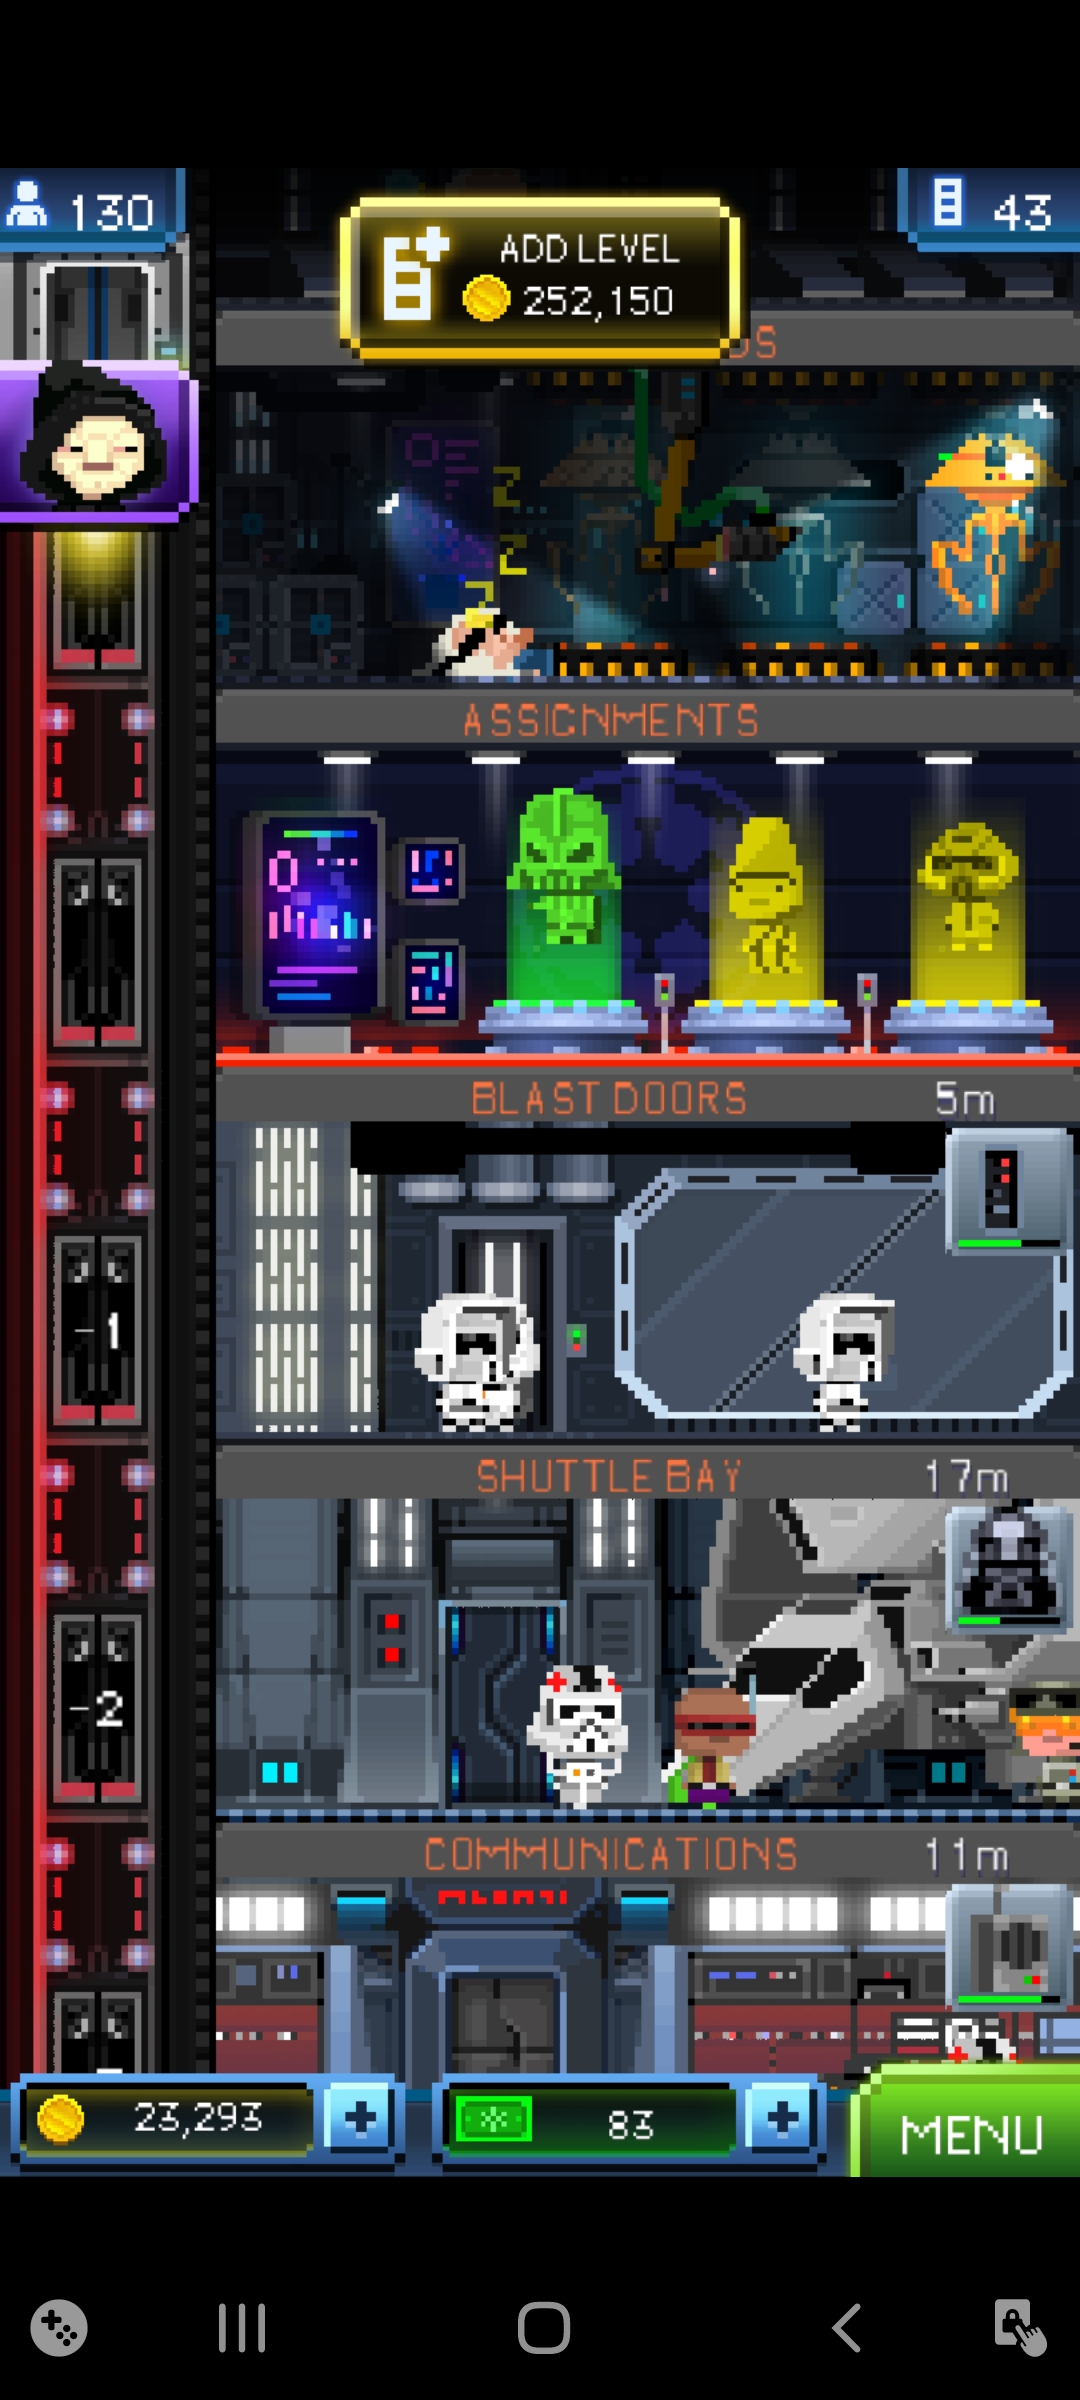 130
43
ADD LEVEL
252,150
DS
Z
Z
Z
ASSIGNMENTS
BLAST DOORS 5m
-1
SHUTTLE BAY 17m
-2
COMMUNICATIONS 11m
23,293
83
MENU